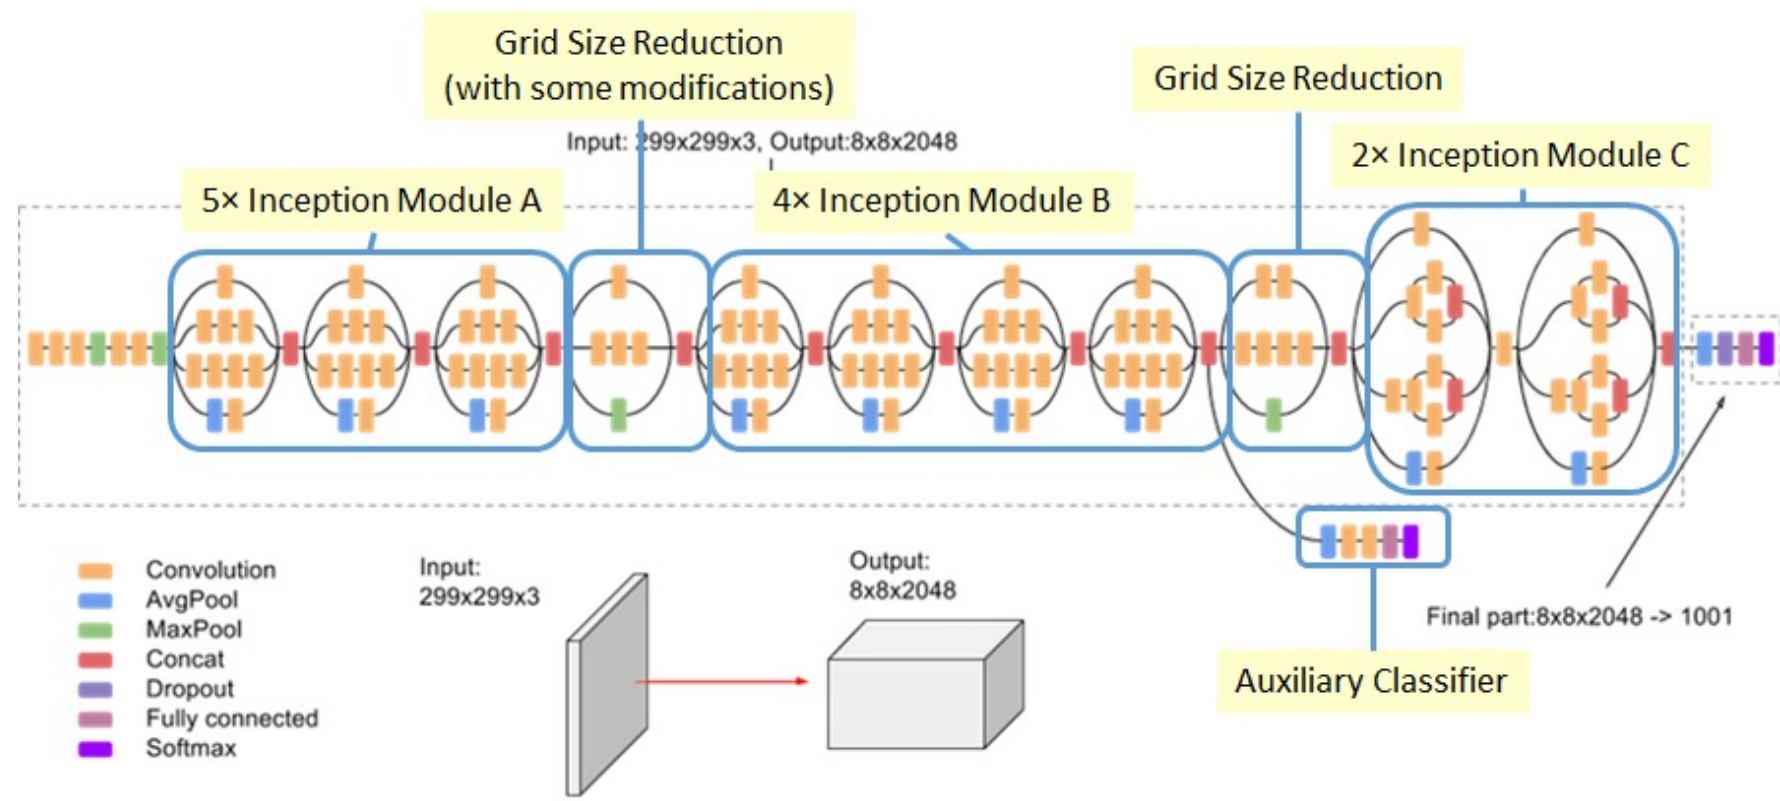 Grid Size Reduction
(with some modifications)
Grid Size Reduction
Input: 299x299x3, Output:8x8x2048
2× Inception Module C
5× Inception Module A
4× Inception Module B
Convolution
AvgPool
MaxPool
Concat
Dropout
Fully connected
Softmax
Input:
299x299x3
Output:
8x8x2048
Final part:8x8x2048 -> 1001
Auxiliary Classifier